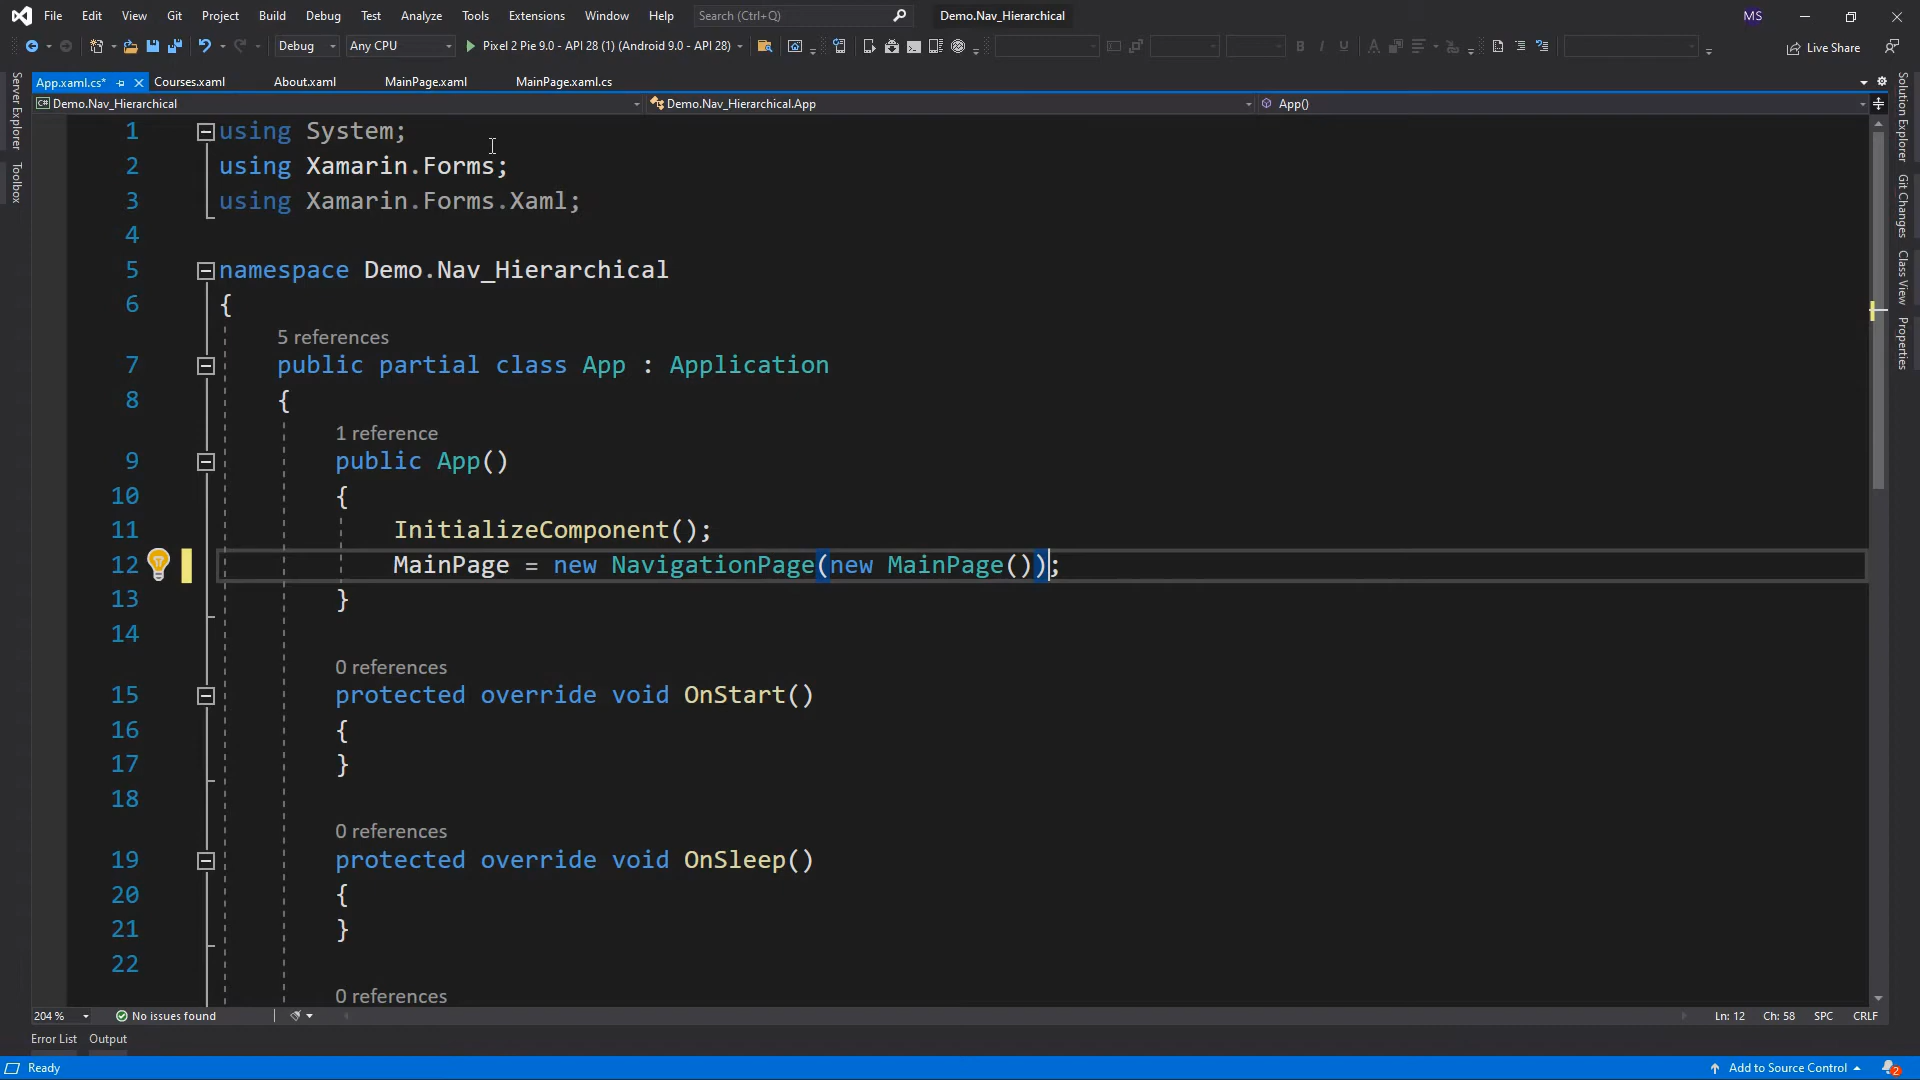 File Edit View Git Project Build Debug Test Analyze Tools Extensions Window Help Search (Ctrl+Q) Demo.Nav_Hierarchical MS
Debug Any CPU Pixel 2 Pie 9.0 - API 28 (1) (Android 9.0 - API 28) Live Share
App.xaml.cs* Courses.xaml About.xaml MainPage.xaml MainPage.xaml.cs
Demo.Nav_Hierarchical Demo.Nav_Hierarchical.App App()
Server Explorer
Toolbox
1 using System;
2 using Xamarin.Forms;
3 using Xamarin.Forms.Xaml;
4
5 namespace Demo.Nav_Hierarchical
6 {
5 references
7 public partial class App : Application
8 {
1 reference
9 public App()
10 {
11 InitializeComponent();
12 MainPage = new NavigationPage(new MainPage());
13 }
14
0 references
15 protected override void OnStart()
16 {
17 }
18
0 references
19 protected override void OnSleep()
20 {
21 }
22
0 references
Solution Explorer
Git Changes
Class View
Properties
204 % No issues found Ln: 12 Ch: 58 SPC CRLF
Error List Output
Ready Add to Source Control 2